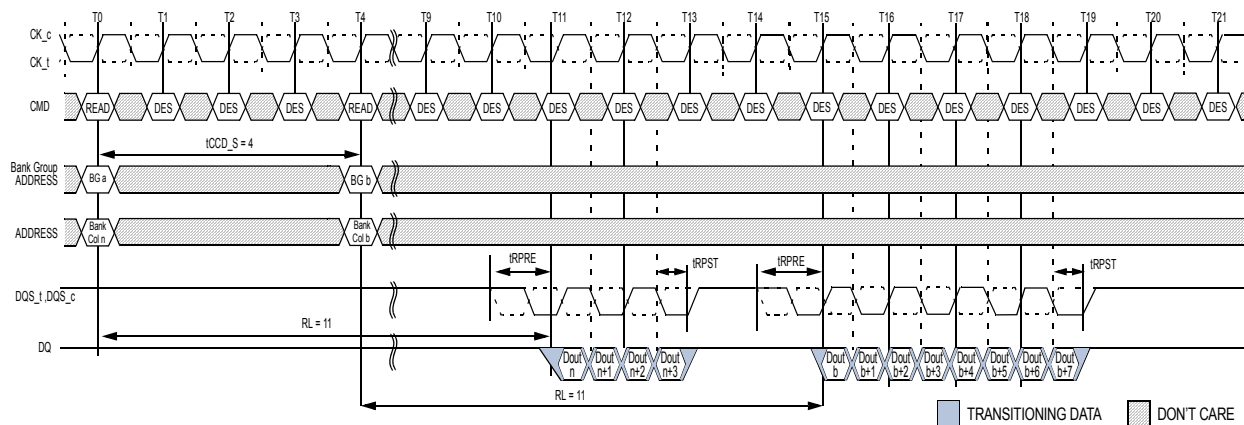 T0 T1 T2 T3 T4 T9 T10 T11 T12 T13 T14 T15 T16 T17 T18 T19 T20 T21
CK_c
CK_t
CMD READ DES DES DES READ DES DES DES DES DES DES DES DES DES DES DES DES DES
tCCD_S = 4
Bank Group
ADDRESS BG a BG b
ADDRESS Bank Col n Bank Col b
tRPRE tRPST tRPRE tRPST
DQS_t ,DQS_c
RL = 11
DQ Dout n Dout n+1 Dout n+2 Dout n+3 Dout b Dout b+1 Dout b+2 Dout b+3 Dout b+4 Dout b+5 Dout b+6 Dout b+7
RL = 11
TRANSITIONING DATA DON'T CARE